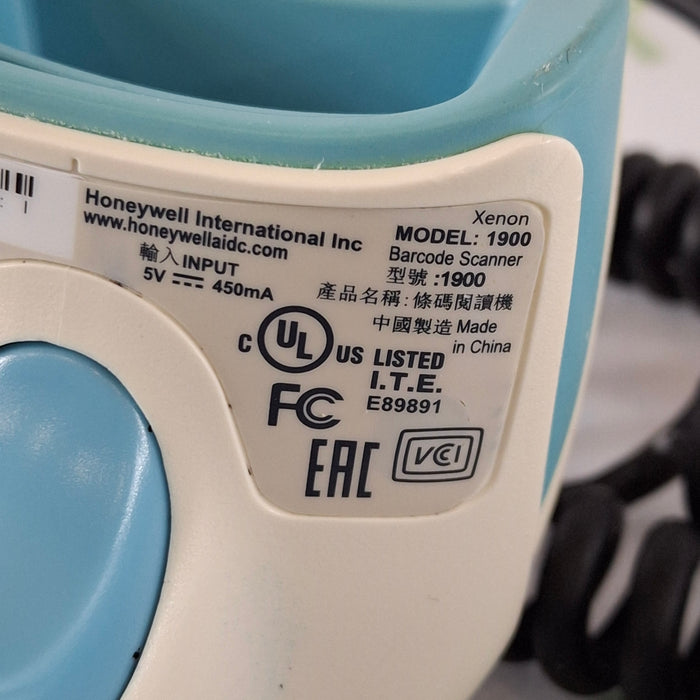 Honeywell International Inc
www.honeywellaidc.com
輸入 INPUT
5V 450mA
Xenon
MODEL: 1900
Barcode Scanner
型號 :1900
產品名稱: 條碼閱讀機
中國製造 Made
in China
C UL US LISTED
I.T.E.
E89891
FC
EAC
VCCI